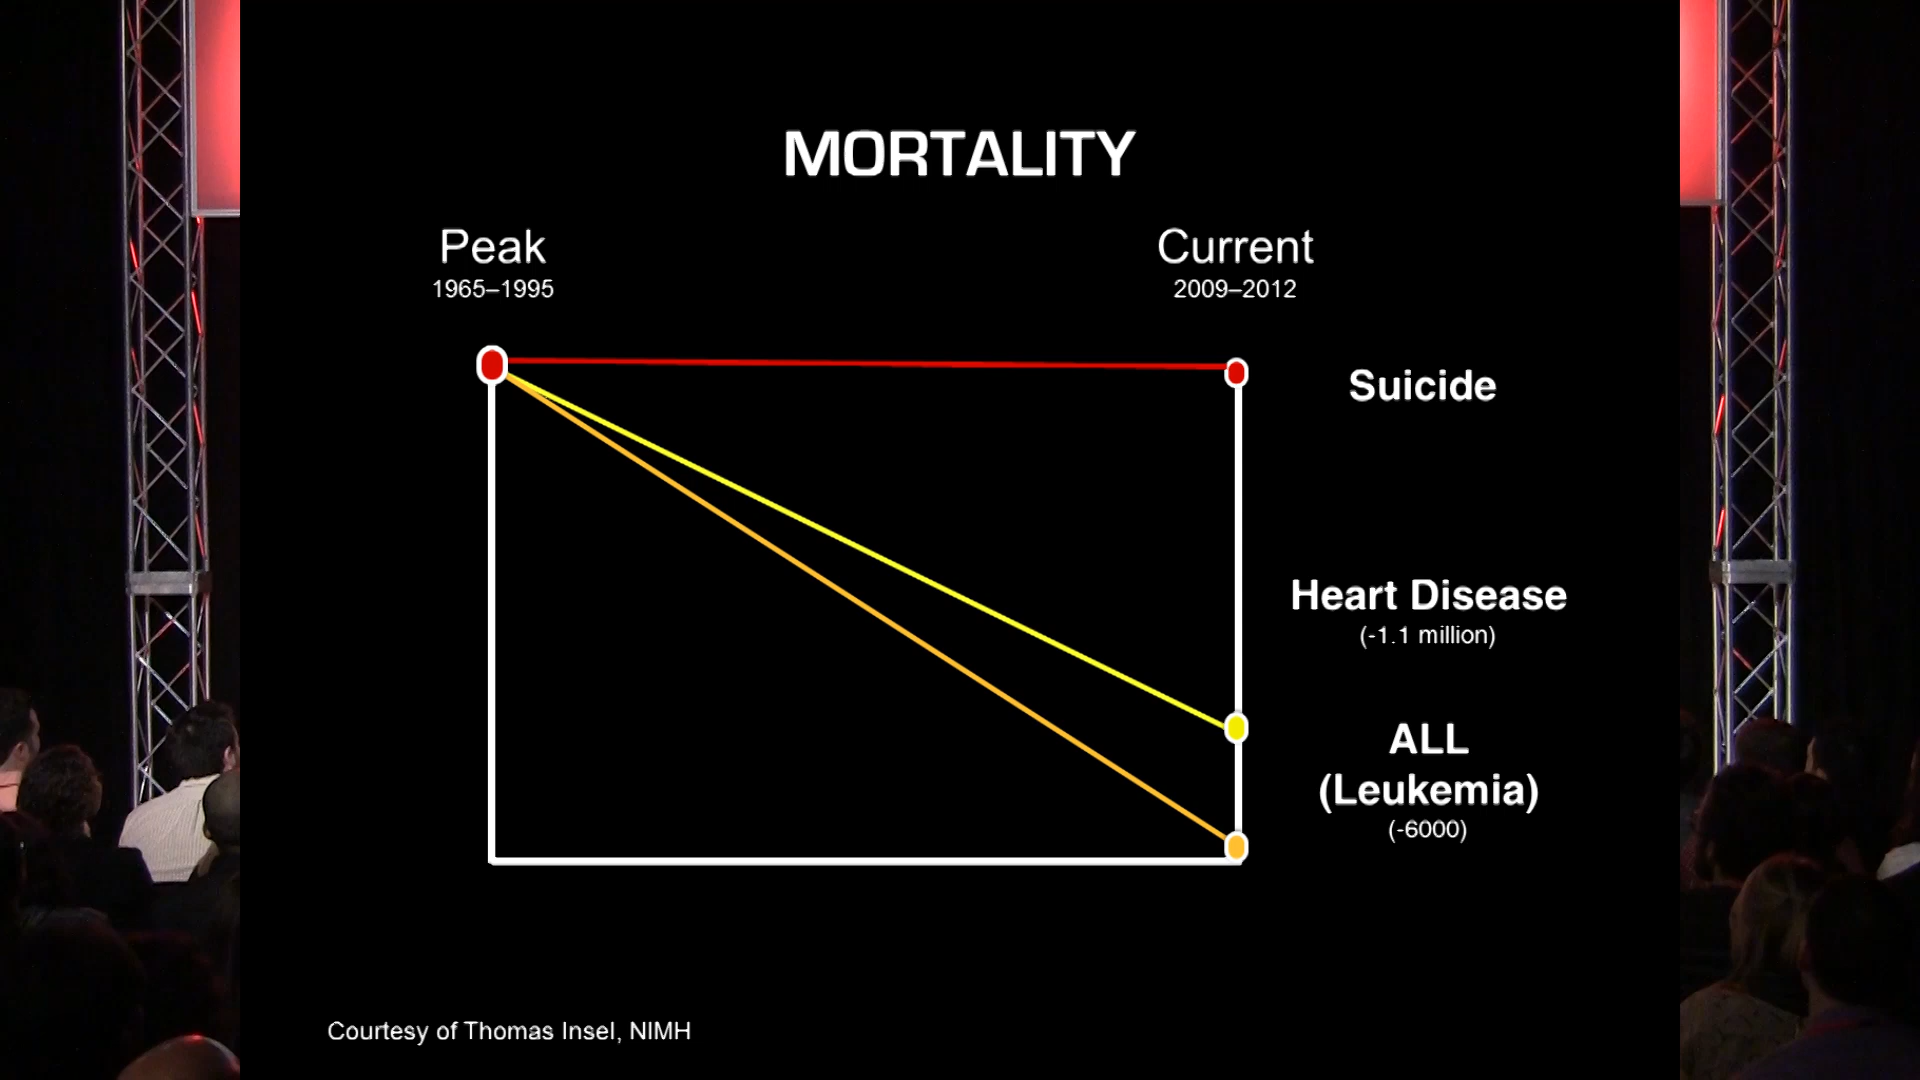 MORTALITY
Peak
1965–1995
Current
2009–2012
Suicide
Heart Disease
(-1.1 million)
ALL
(Leukemia)
(-6000)
Courtesy of Thomas Insel, NIMH